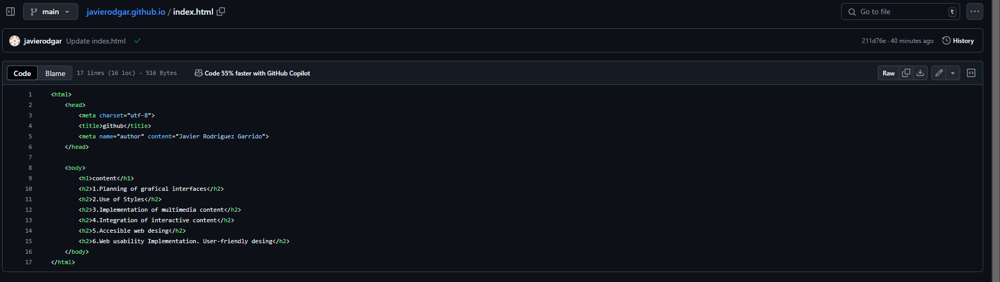 main
javierodgar.github.io / index.html
Go to file
t
javierodgar Update index.html
211d76e · 40 minutes ago
History
Code
Blame
17 lines (16 loc) · 516 Bytes
Code 55% faster with GitHub Copilot
Raw
1 <html>
2 <head>
3 <meta charset="utf-8">
4 <title>github</title>
5 <meta name="author" content="Javier Rodriguez Garrido">
6 </head>
7
8 <body>
9 <h1>content</h1>
10 <h2>1.Planning of grafical interfaces</h2>
11 <h2>2.Use of Styles</h2>
12 <h2>3.Implementation of multimedia content</h2>
13 <h2>4.Integration of interactive content</h2>
14 <h2>5.Accesible web desing</h2>
15 <h2>6.Web usability Implementation. User-friendly desing</h2>
16 </body>
17 </html>